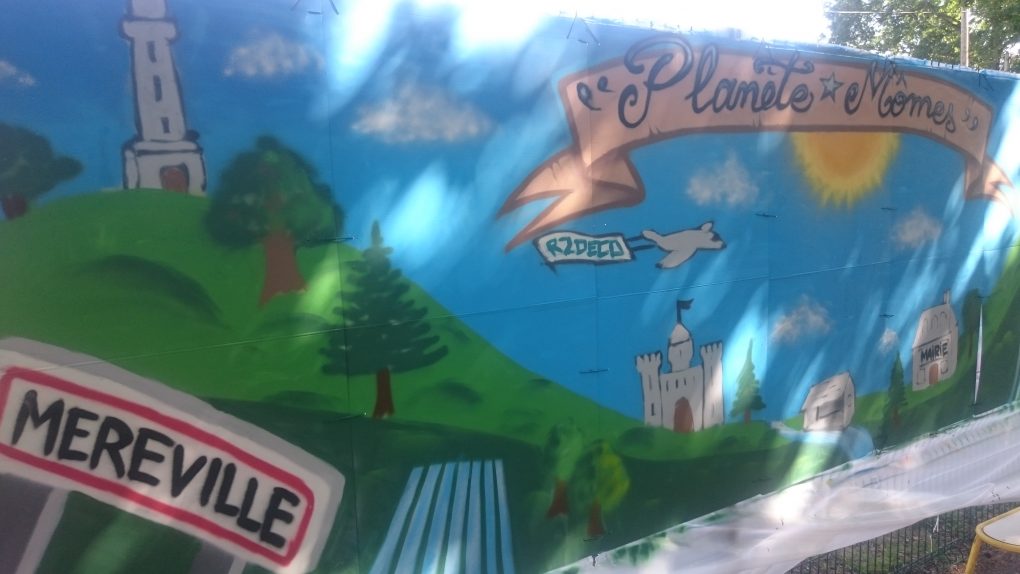 "Planète ☆ Mômes"
R2DECO
MAIRIE
MEREVILLE